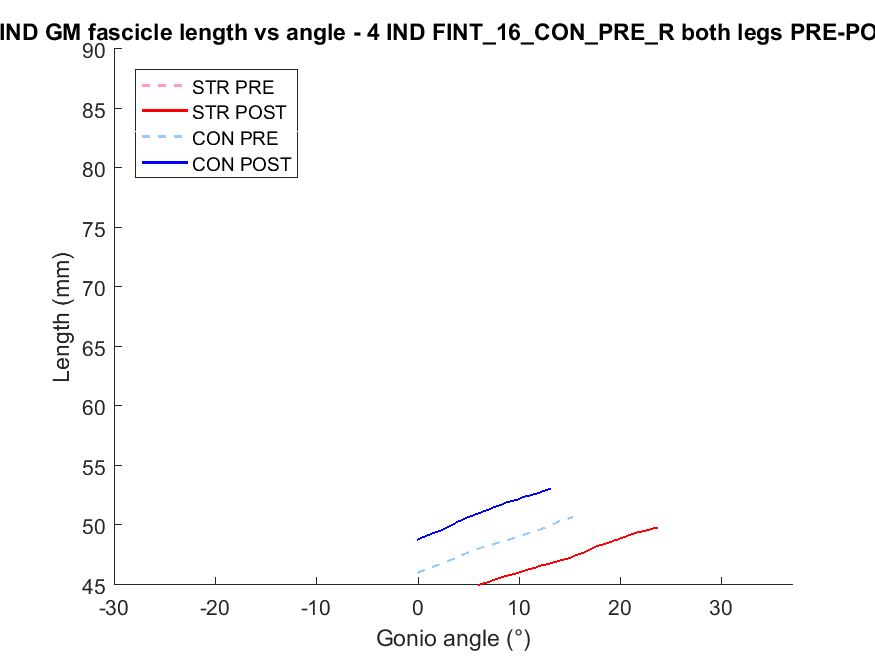 IND GM fascicle length vs angle - 4 IND FINT_16_CON_PRE_R both legs PRE-PO
STR PRE
STR POST
CON PRE
CON POST
90
85
80
75
70
65
60
55
50
45
Length (mm)
-30 -20 -10 0 10 20 30
Gonio angle (°)